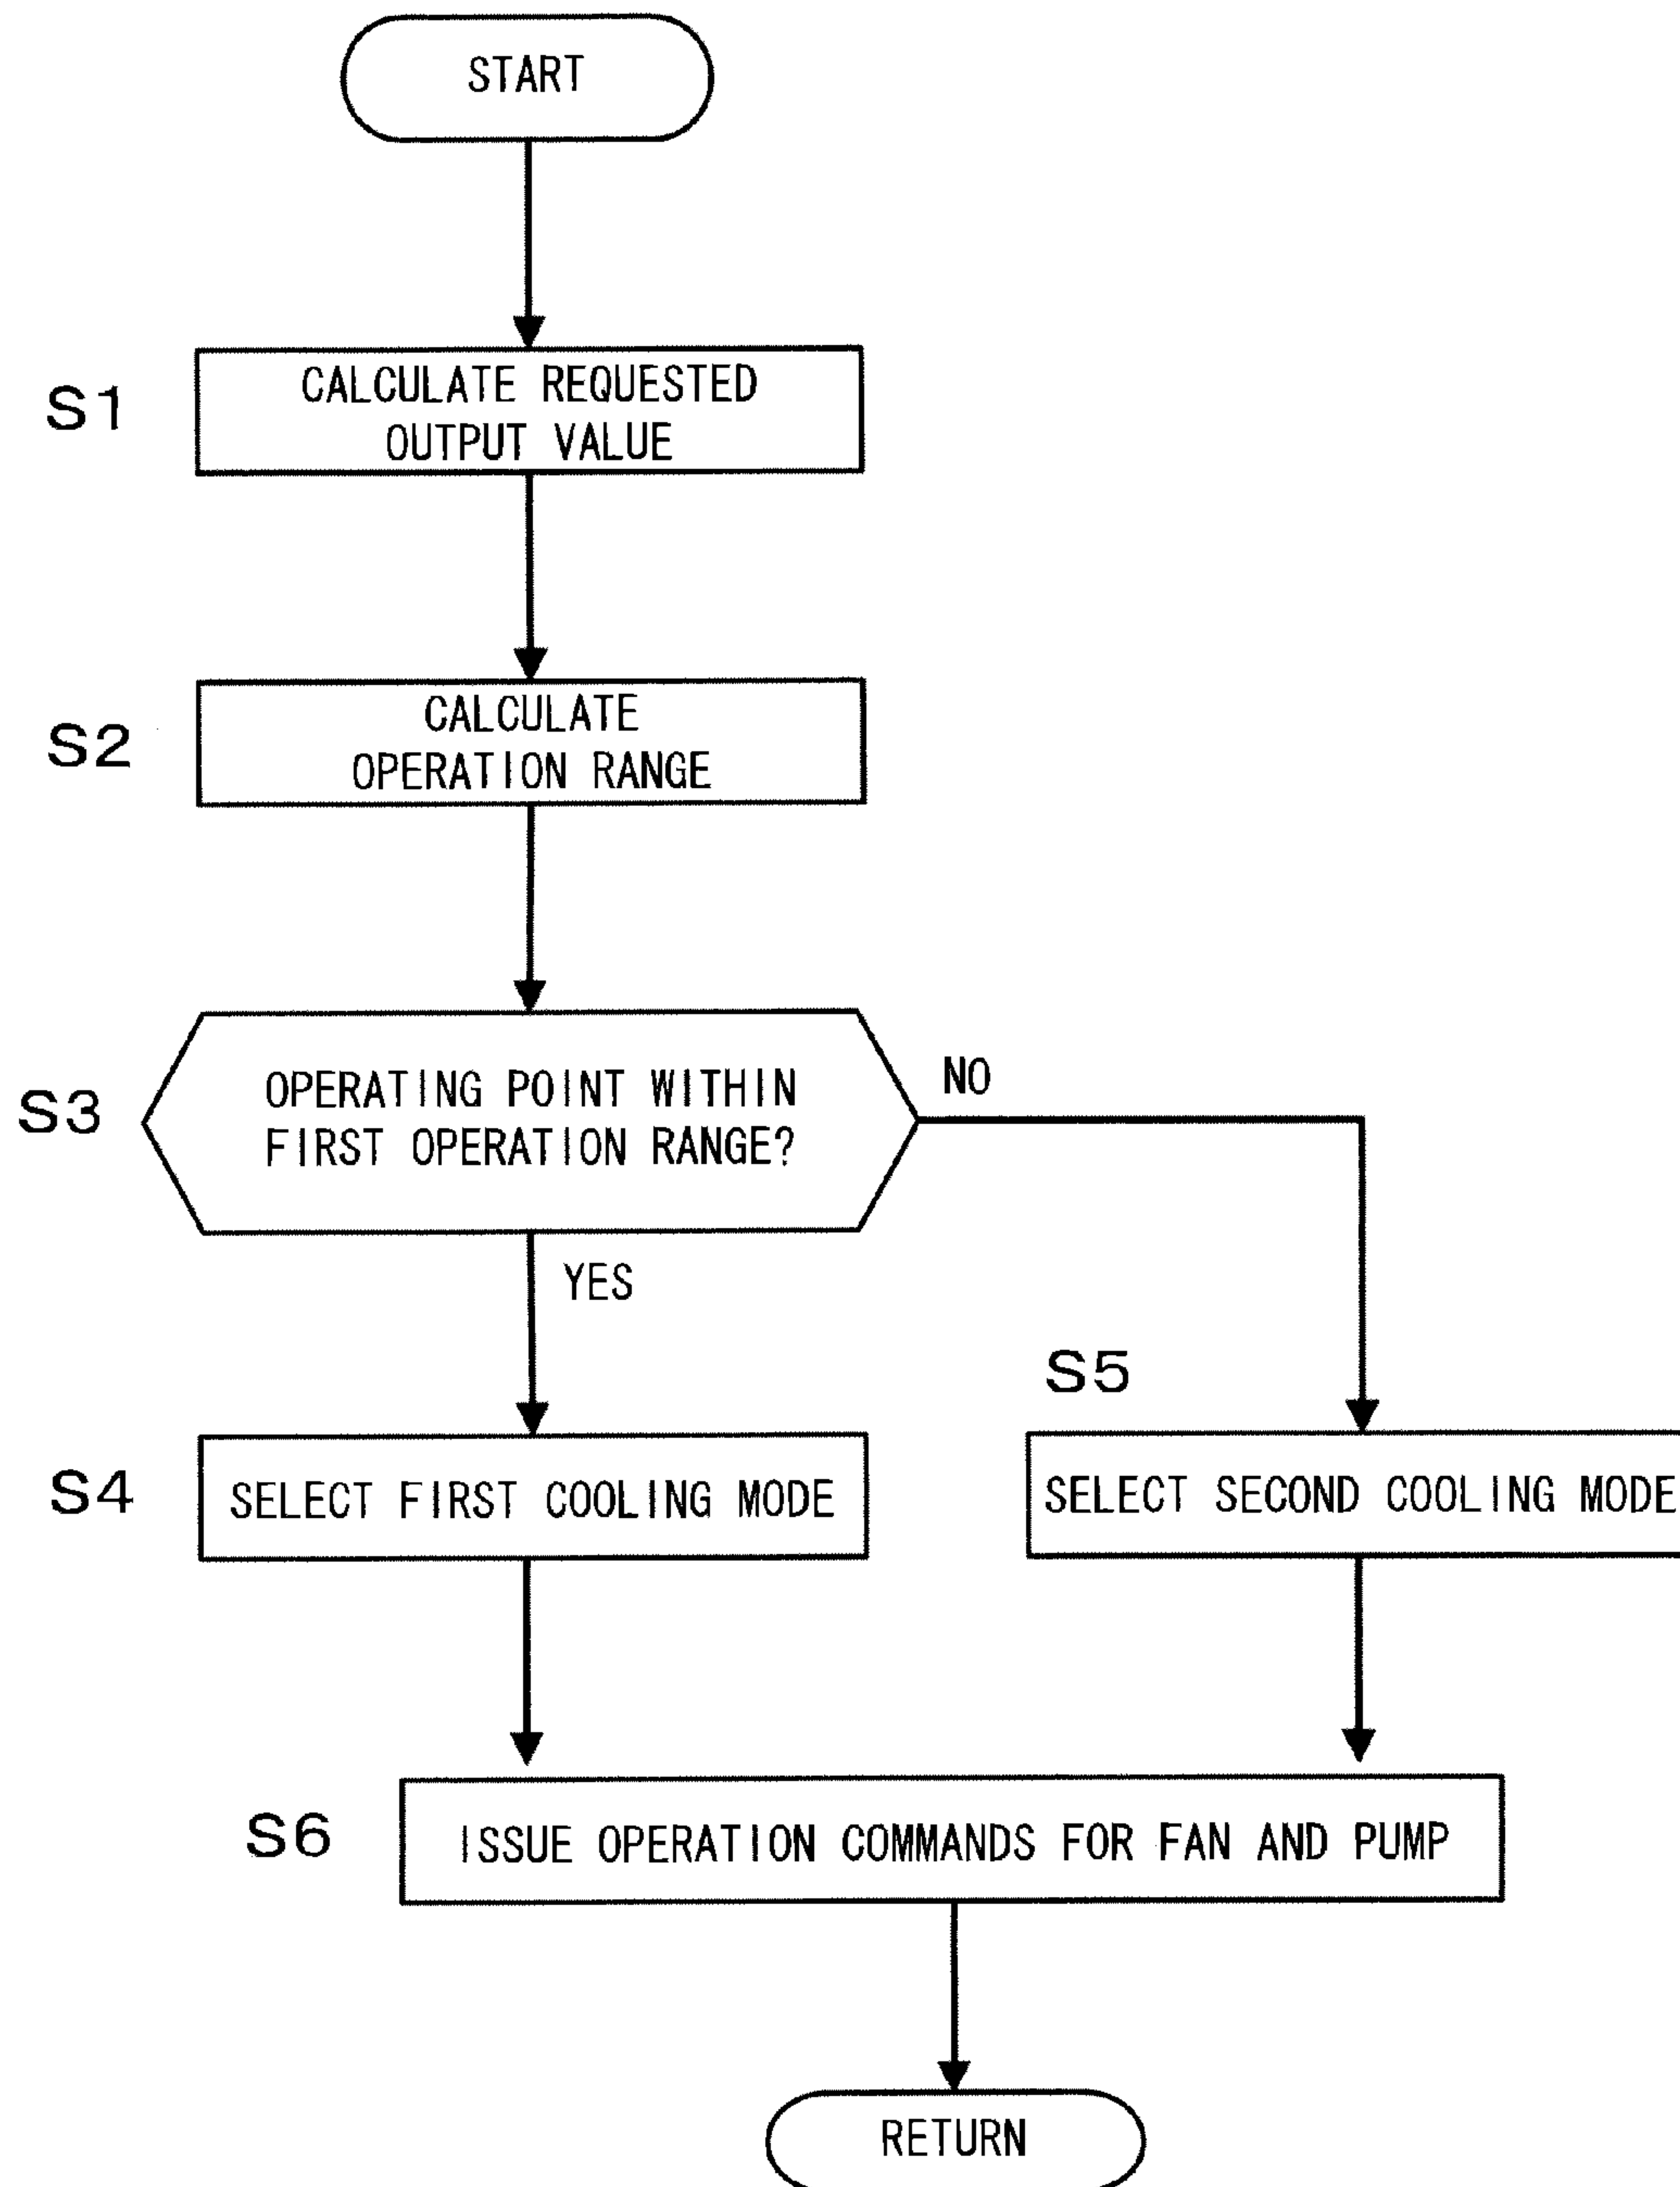 START
S1
CALCULATE REQUESTED
OUTPUT VALUE
S2
CALCULATE
OPERATION RANGE
S3
OPERATING POINT WITHIN
FIRST OPERATION RANGE?
NO
YES
S5
S4
SELECT FIRST COOLING MODE
SELECT SECOND COOLING MODE
S6
ISSUE OPERATION COMMANDS FOR FAN AND PUMP
RETURN